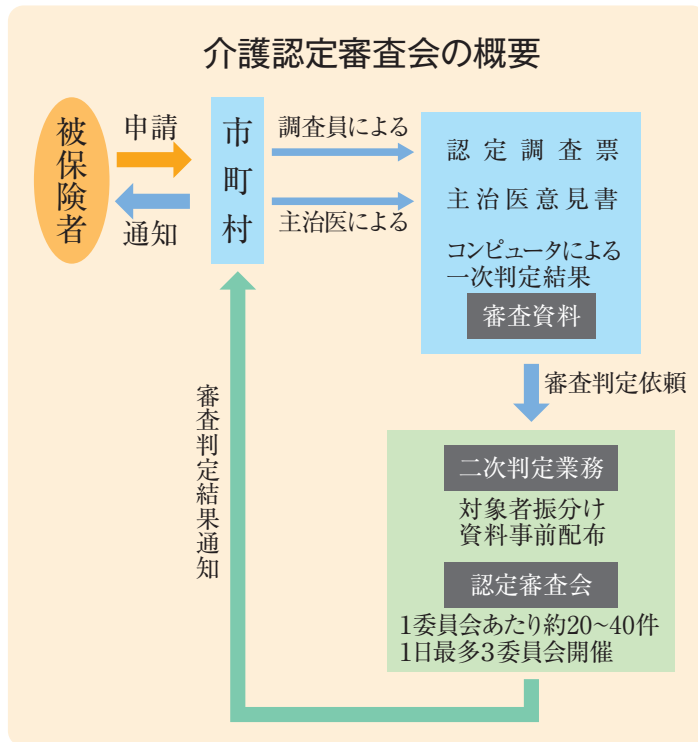 介護認定審査会の概要
被保険者
申請
通知
市町村
調査員による
主治医による
認定調査票
主治医意見書
コンピュータによる
一次判定結果
審査資料
審査判定依頼
二次判定業務
対象者振分け
資料事前配布
認定審査会
1委員会あたり約20~40件
1日最多3委員会開催
審査判定結果通知